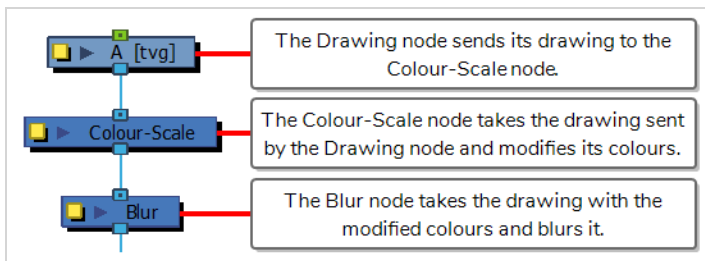 A [tvg]
The Drawing node sends its drawing to the
Colour-Scale node.
Colour-Scale
The Colour-Scale node takes the drawing sent
by the Drawing node and modifies its colours.
Blur
The Blur node takes the drawing with the
modified colours and blurs it.